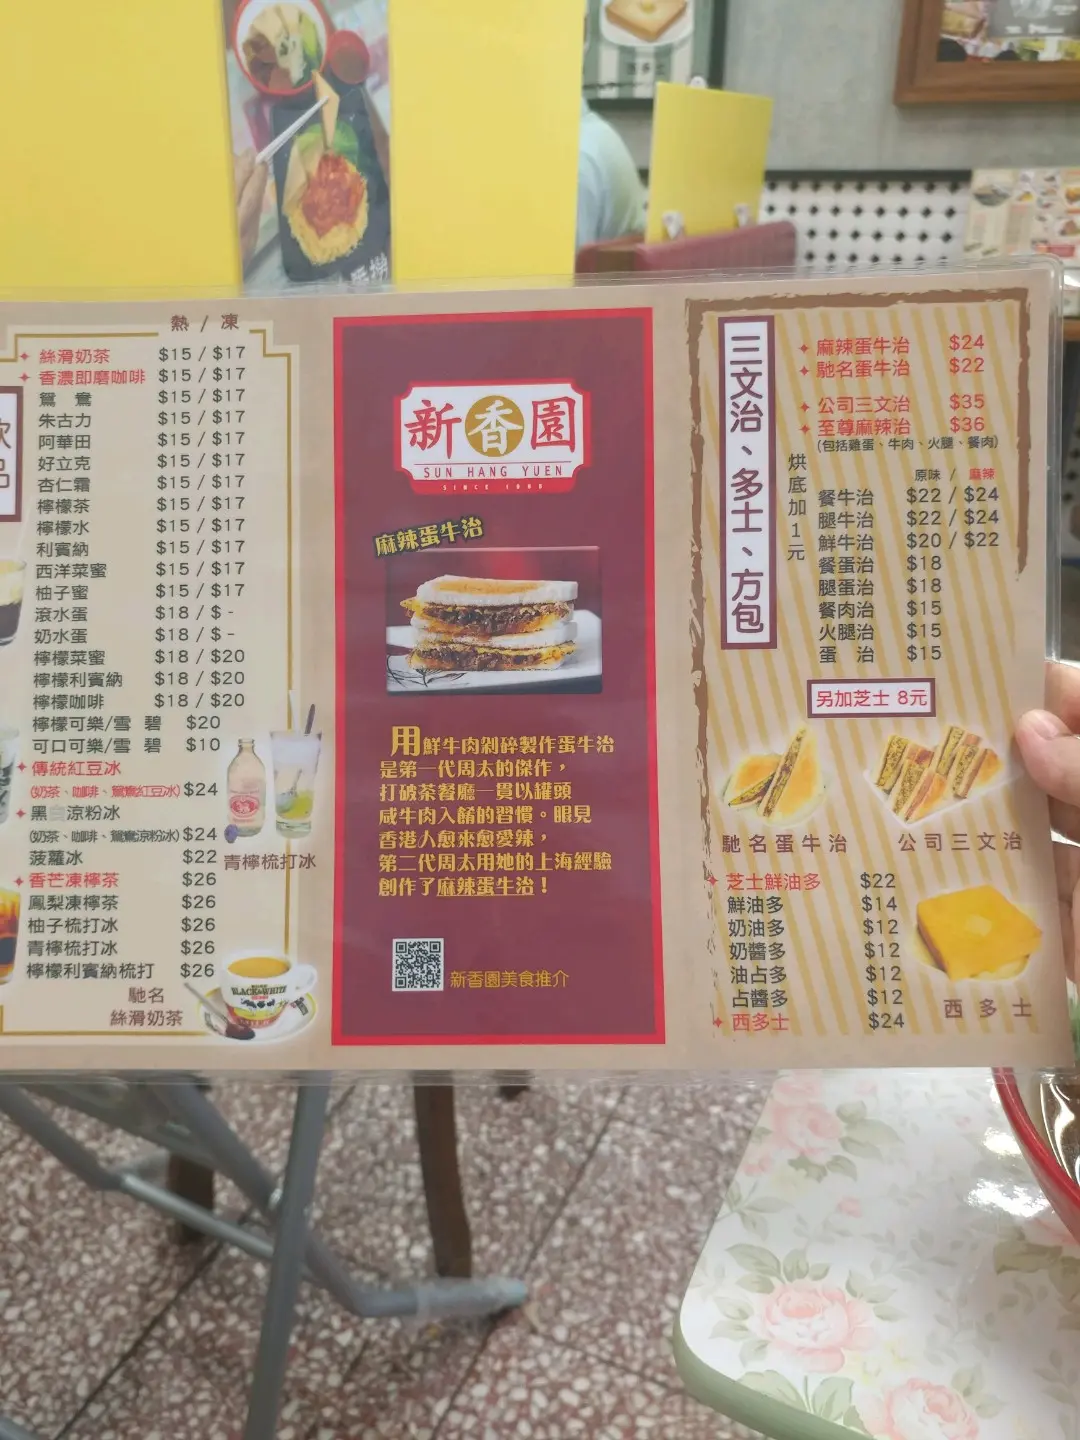 熱 / 凍
✦ 絲滑奶茶 $15 / $17
✦ 香濃即磨咖啡 $15 / $17
鴛 鴦 $15 / $17
朱古力 $15 / $17
阿華田 $15 / $17
好立克 $15 / $17
杏仁霜 $15 / $17
檸檬茶 $15 / $17
檸檬水 $15 / $17
利賓納 $15 / $17
西洋菜蜜 $15 / $17
柚子蜜 $15 / $17
滾水蛋 $18 / $ -
奶水蛋 $18 / $ -
檸檬菜蜜 $18 / $20
檸檬利賓納 $18 / $20
檸檬咖啡 $18 / $20
檸檬可樂/雪 碧 $20
可口可樂/雪 碧 $10
✦ 傳統紅豆冰
(奶茶、咖啡、鴛鴦紅豆冰) $24
✦ 黑白涼粉冰
(奶茶、咖啡、鴛鴦涼粉冰) $24
菠蘿冰 $22
✦ 香芒凍檸茶 $26
鳳梨凍檸茶 $26
柚子梳打冰 $26
青檸梳打冰 $26
檸檬利賓納梳打 $26
青檸梳打冰
馳名
絲滑奶茶
BLACK&WHITE
新香園
SUN HANG YUEN
麻辣蛋牛治
用鮮牛肉剁碎製作蛋牛治
是第一代周太的傑作，
打破茶餐廳一貫以罐頭
咸牛肉入餚的習慣。眼見
香港人愈來愈愛辣，
第二代周太用她的上海經驗
創作了麻辣蛋牛治！
新香園美食推介
三文治、多士、方包
✦ 麻辣蛋牛治 $24
✦ 馳名蛋牛治 $22
✦ 公司三文治 $35
✦ 至尊麻辣治 $36
(包括雞蛋、牛肉、火腿、餐肉)
烘底加1元
原味 / 麻辣
餐牛治 $22 / $24
腿牛治 $22 / $24
鮮牛治 $20 / $22
餐蛋治 $18
腿蛋治 $18
餐肉治 $15
火腿治 $15
蛋 治 $15
另加芝士 8元
馳名蛋牛治
公司三文治
✦ 芝士鮮油多 $22
鮮油多 $14
奶油多 $12
奶醬多 $12
油占多 $12
占醬多 $12
✦ 西多士 $24
西多士